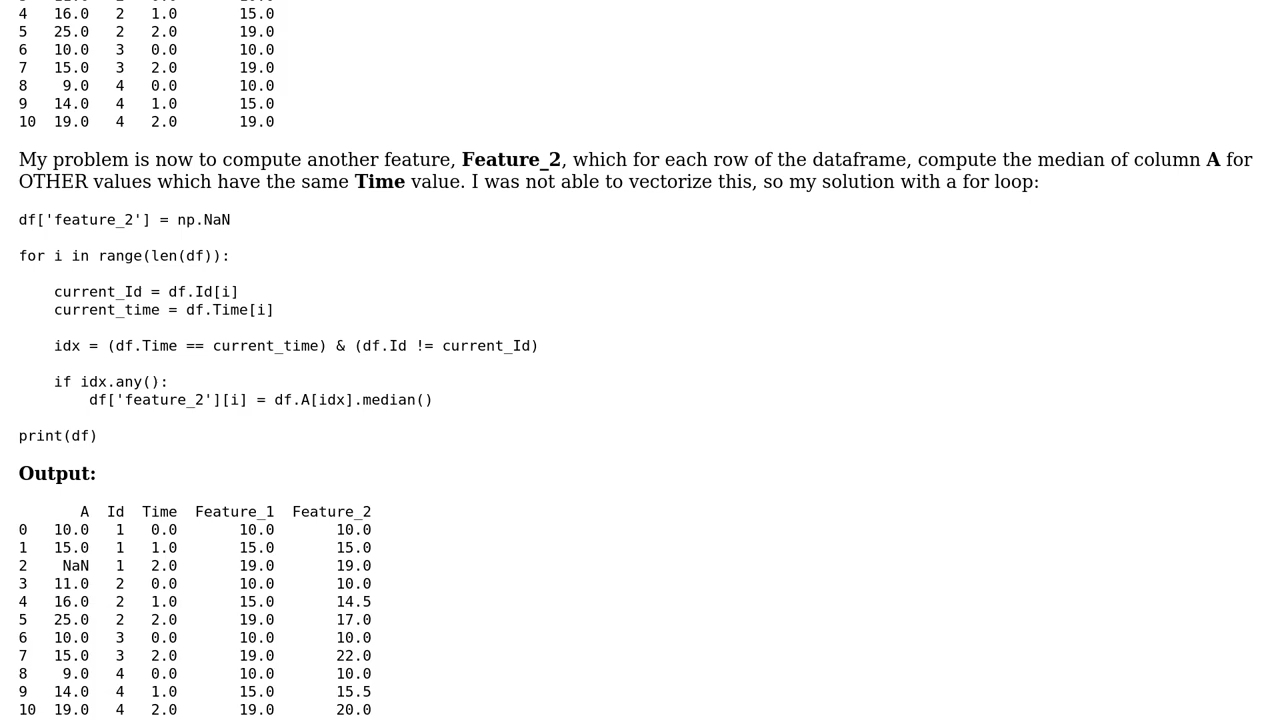 4   16.0   2   1.0       15.0
5   25.0   2   2.0       19.0
6   10.0   3   0.0       10.0
7   15.0   3   2.0       19.0
8    9.0   4   0.0       10.0
9   14.0   4   1.0       15.0
10  19.0   4   2.0       19.0
My problem is now to compute another feature, Feature_2, which for each row of the dataframe, compute the median of column A for
OTHER values which have the same Time value. I was not able to vectorize this, so my solution with a for loop:
df['feature_2'] = np.NaN
for i in range(len(df)):
    current_Id = df.Id[i]
    current_time = df.Time[i]
    idx = (df.Time == current_time) & (df.Id != current_Id)
    if idx.any():
        df['feature_2'][i] = df.A[idx].median()
print(df)
Output:
       A  Id  Time  Feature_1  Feature_2
0   10.0   1   0.0       10.0       10.0
1   15.0   1   1.0       15.0       15.0
2    NaN   1   2.0       19.0       19.0
3   11.0   2   0.0       10.0       10.0
4   16.0   2   1.0       15.0       14.5
5   25.0   2   2.0       19.0       17.0
6   10.0   3   0.0       10.0       10.0
7   15.0   3   2.0       19.0       22.0
8    9.0   4   0.0       10.0       10.0
9   14.0   4   1.0       15.0       15.5
10  19.0   4   2.0       19.0       20.0